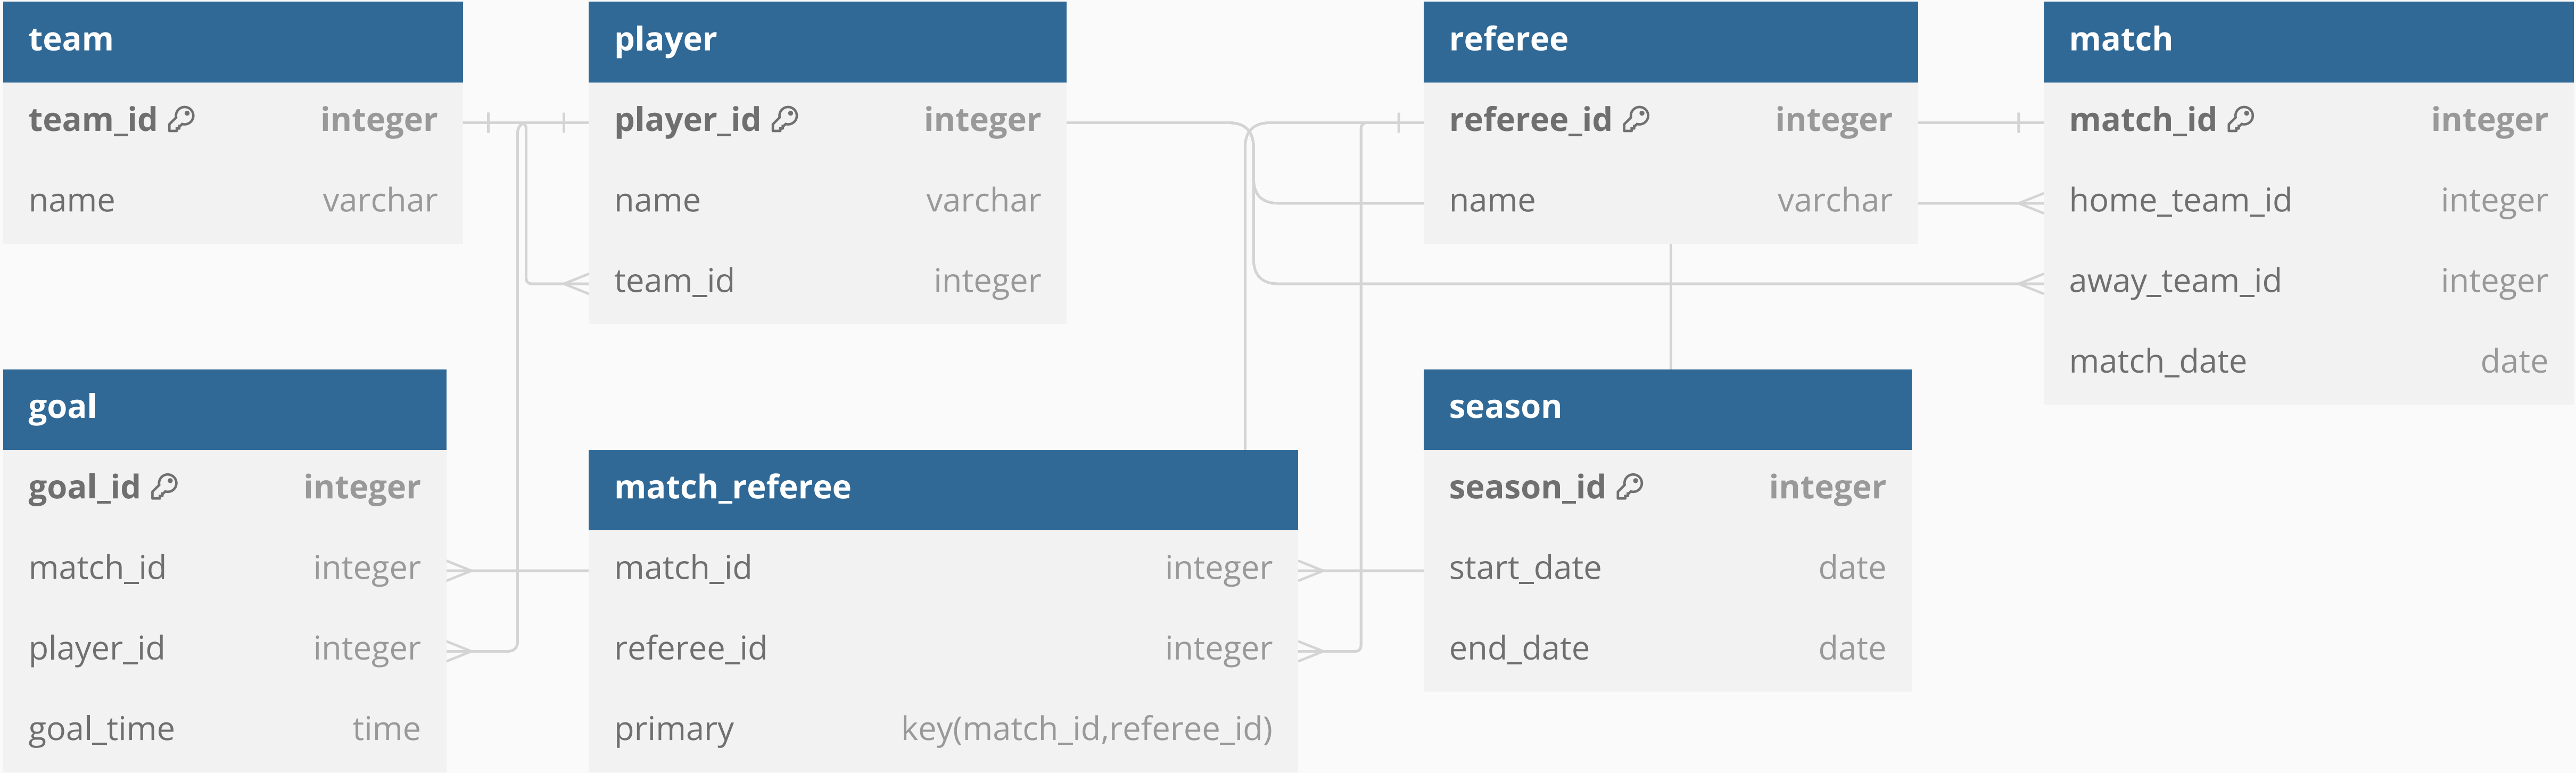 team
team_id integer
name varchar
player
player_id integer
name varchar
team_id integer
referee
referee_id integer
name varchar
match
match_id integer
home_team_id integer
away_team_id integer
match_date date
goal
goal_id integer
match_id integer
player_id integer
goal_time time
match_referee
match_id integer
referee_id integer
primary key(match_id,referee_id)
season
season_id integer
start_date date
end_date date